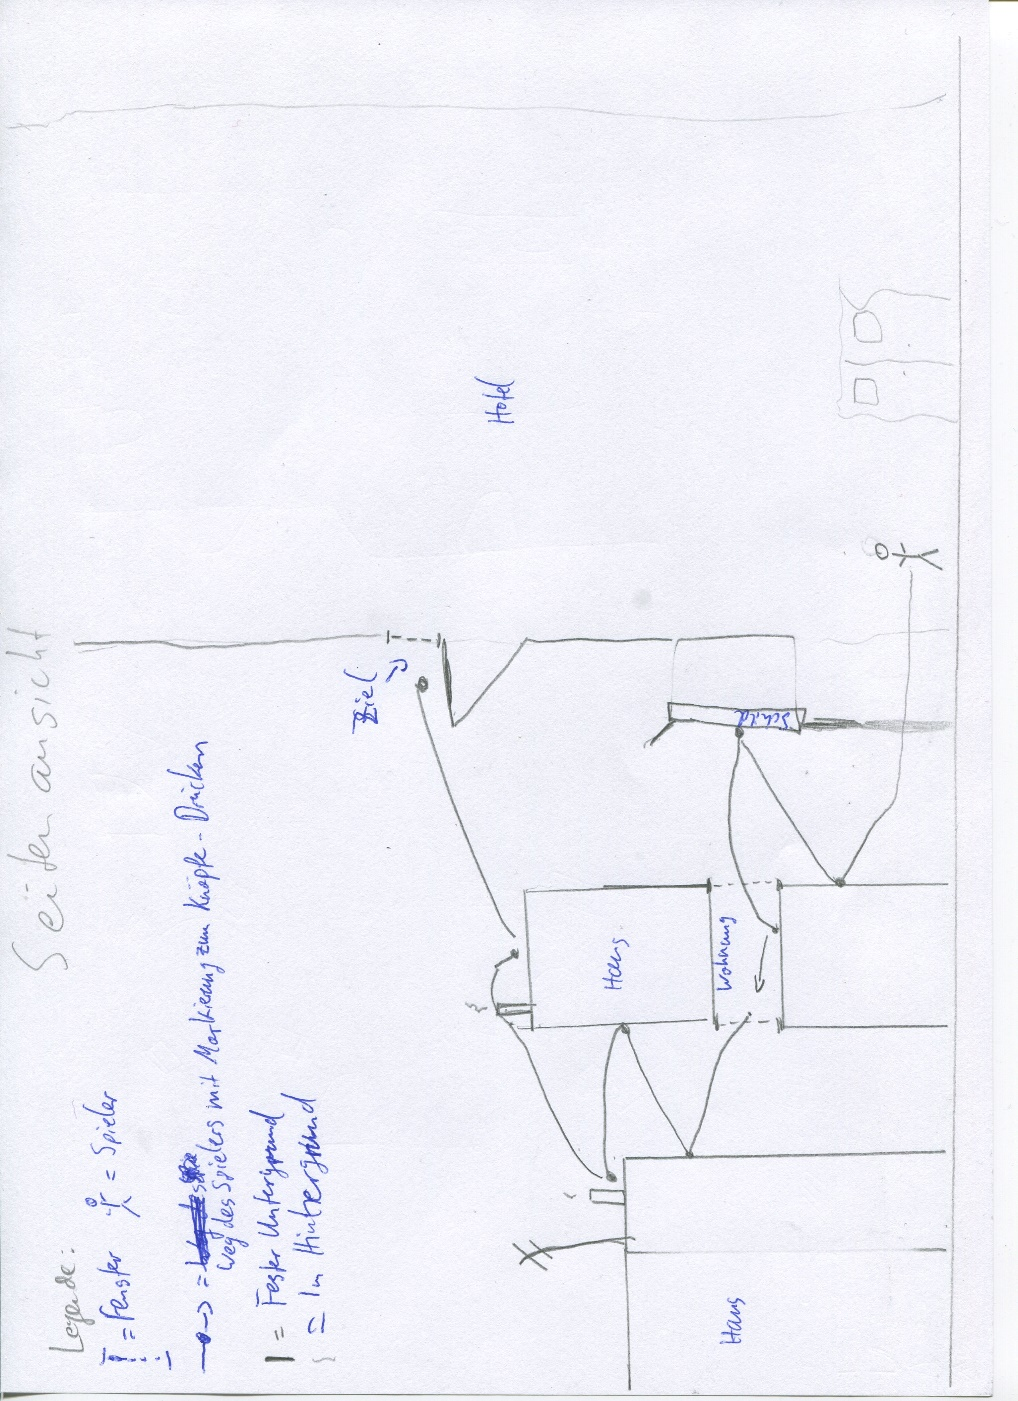 Seitenansicht
Legende:
= Fenster
= Spieler
=
Weg des Spielers mit Markierung zum Knöpfe-Drücken
= Fester Untergrund
= Im Hintergrund
Ziel
Hotel
Schild
Haus
Wohnung
Haus